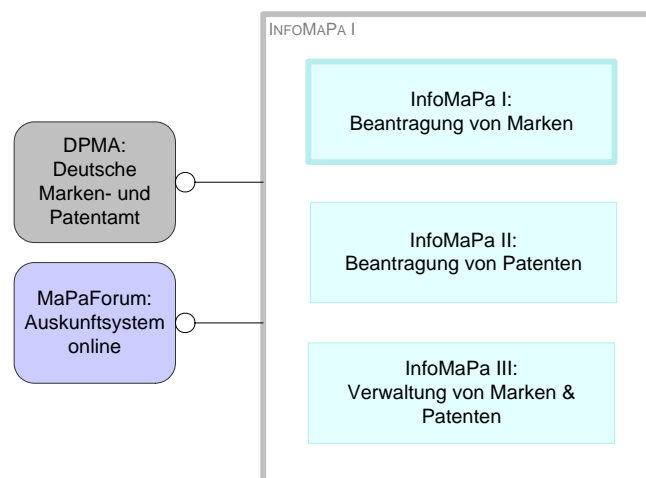 INFOMAPA I
InfoMaPa I:
Beantragung von Marken
DPMA:
Deutsche
Marken- und
Patentamt
InfoMaPa II:
Beantragung von Patenten
MaPaForum:
Auskunftsystem
online
InfoMaPa III:
Verwaltung von Marken &
Patenten